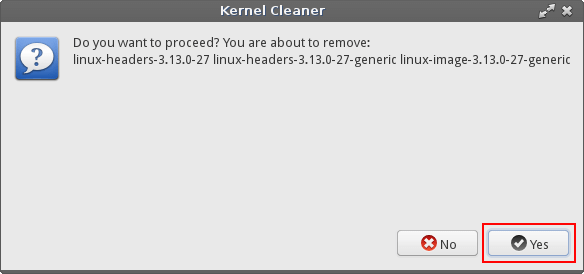 Kernel Cleaner
Do you want to proceed? You are about to remove:
linux-headers-3.13.0-27 linux-headers-3.13.0-27-generic linux-image-3.13.0-27-generic
No
Yes